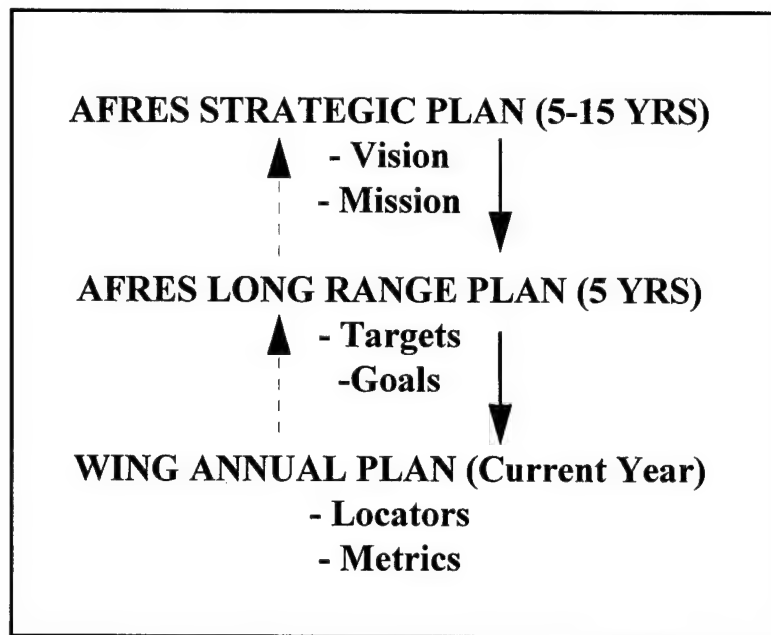 AFRES STRATEGIC PLAN (5-15 YRS)
- Vision
- Mission
AFRES LONG RANGE PLAN (5 YRS)
- Targets
-Goals
WING ANNUAL PLAN (Current Year)
- Locators
- Metrics